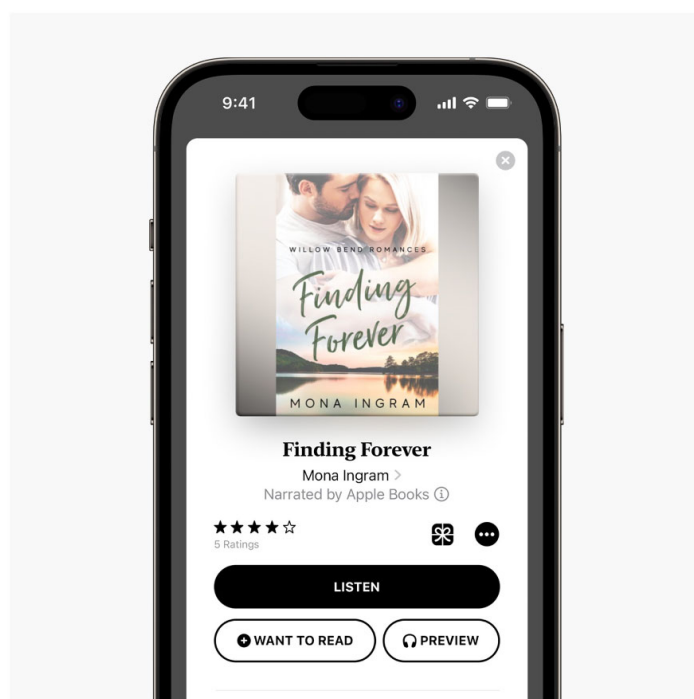 9:41
WILLOW BEND ROMANCES
Finding
Forever
MONA INGRAM
Finding Forever
Mona Ingram
Narrated by Apple Books
5 Ratings
LISTEN
WANT TO READ
PREVIEW